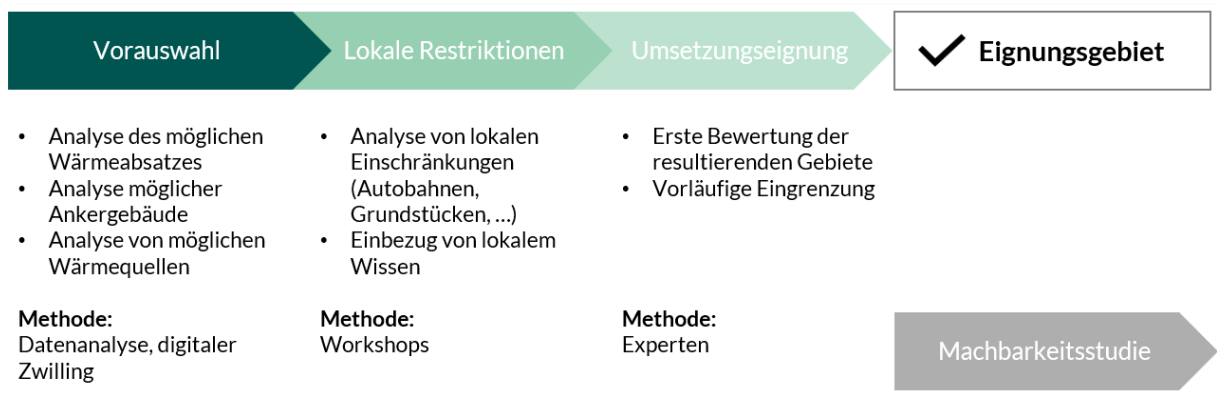 Vorauswahl
Lokale Restriktionen
Umsetzungseignung
Eignungsgebiet
• Analyse des möglichen
Wärmeabsatzes
• Analyse möglicher
Ankergebäude
• Analyse von möglichen
Wärmequellen
Methode:
Datenanalyse, digitaler
Zwilling
• Analyse von lokalen
Einschränkungen
(Autobahnen,
Grundstücken, ...)
• Einbezug von lokalem
Wissen
Methode:
Workshops
• Erste Bewertung der
resultierenden Gebiete
• Vorläufige Eingrenzung
Methode:
Experten
Machbarkeitsstudie